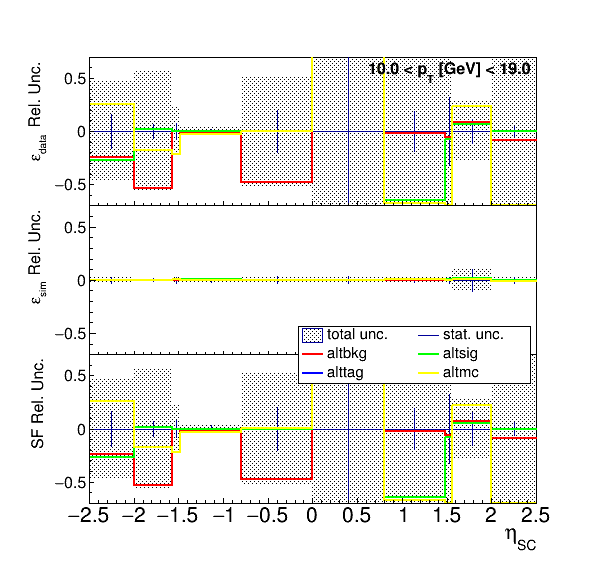 10.0 < p_T [GeV] < 19.0
ε_data Rel. Unc.
0.5
0
−0.5
ε_sim Rel. Unc.
0.5
0
−0.5
total unc. stat. unc.
altbkg altsig
alttag altmc
SF Rel. Unc.
0.5
0
−0.5
−2.5 −2 −1.5 −1 −0.5 0 0.5 1 1.5 2 2.5
η_SC